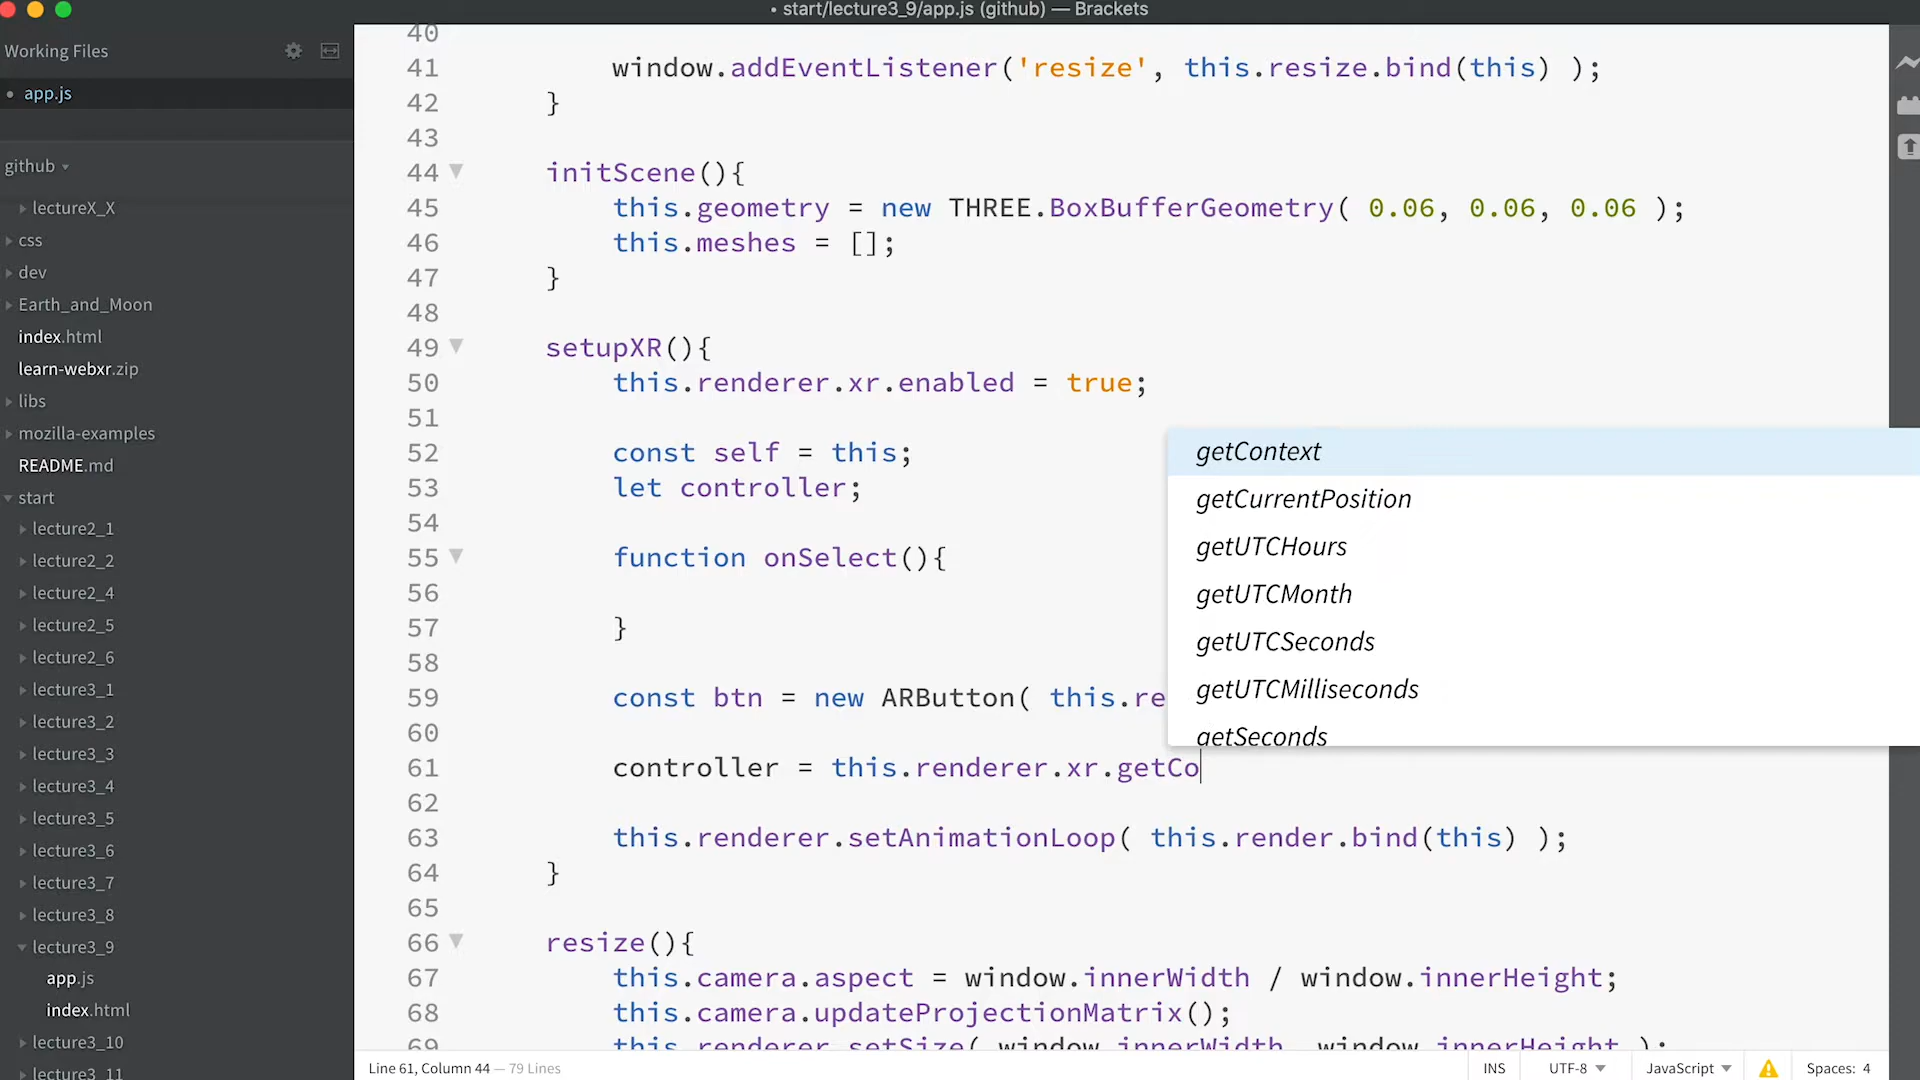 • start/lecture3_9/app.js (github) — Brackets
Working Files
• app.js
github
lectureX_X
css
dev
Earth_and_Moon
index.html
learn-webxr.zip
libs
mozilla-examples
README.md
start
lecture2_1
lecture2_2
lecture2_4
lecture2_5
lecture2_6
lecture3_1
lecture3_2
lecture3_3
lecture3_4
lecture3_5
lecture3_6
lecture3_7
lecture3_8
lecture3_9
app.js
index.html
lecture3_10
lecture3_11
40
41 window.addEventListener('resize', this.resize.bind(this) );
42 }
43
44 initScene(){
45 this.geometry = new THREE.BoxBufferGeometry( 0.06, 0.06, 0.06 );
46 this.meshes = [];
47 }
48
49 setupXR(){
50 this.renderer.xr.enabled = true;
51
52 const self = this;
53 let controller;
54
55 function onSelect(){
56
57 }
58
59 const btn = new ARButton( this.re
60
61 controller = this.renderer.xr.getCo
62
63 this.renderer.setAnimationLoop( this.render.bind(this) );
64 }
65
66 resize(){
67 this.camera.aspect = window.innerWidth / window.innerHeight;
68 this.camera.updateProjectionMatrix();
69 this.renderer.setSize( window.innerWidth, window.innerHeight );
getContext
getCurrentPosition
getUTCHours
getUTCMonth
getUTCSeconds
getUTCMilliseconds
getSeconds
Line 61, Column 44 — 79 Lines
INS
UTF-8
JavaScript
Spaces: 4